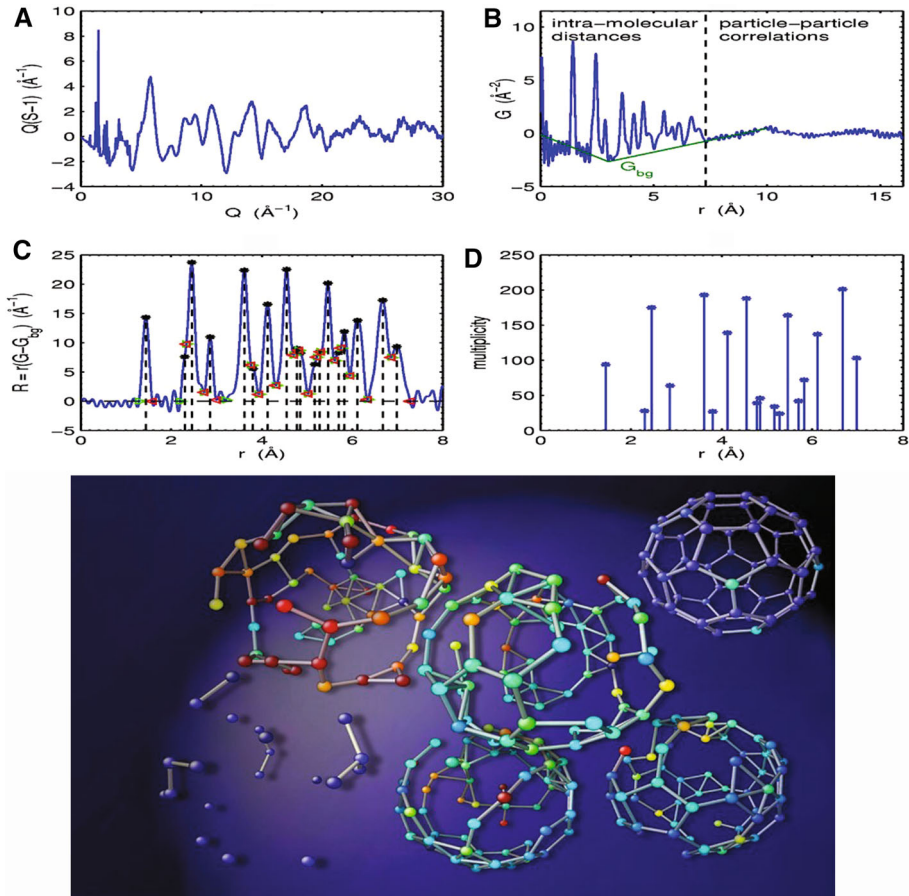 A
10
8
6
4
2
0
−2
−4
0 10 20 30
Q(S−1) (Å⁻¹)
Q (Å⁻¹)
B
intra−molecular distances
particle−particle correlations
10
5
0
−5
0 5 10 15
G (Å⁻²)
G_bg
r (Å)
C
25
20
15
10
5
0
−5
0 2 4 6 8
R = r(G−G_bg) (Å⁻¹)
r (Å)
D
250
200
150
100
50
0
0 2 4 6 8
multiplicity
r (Å)